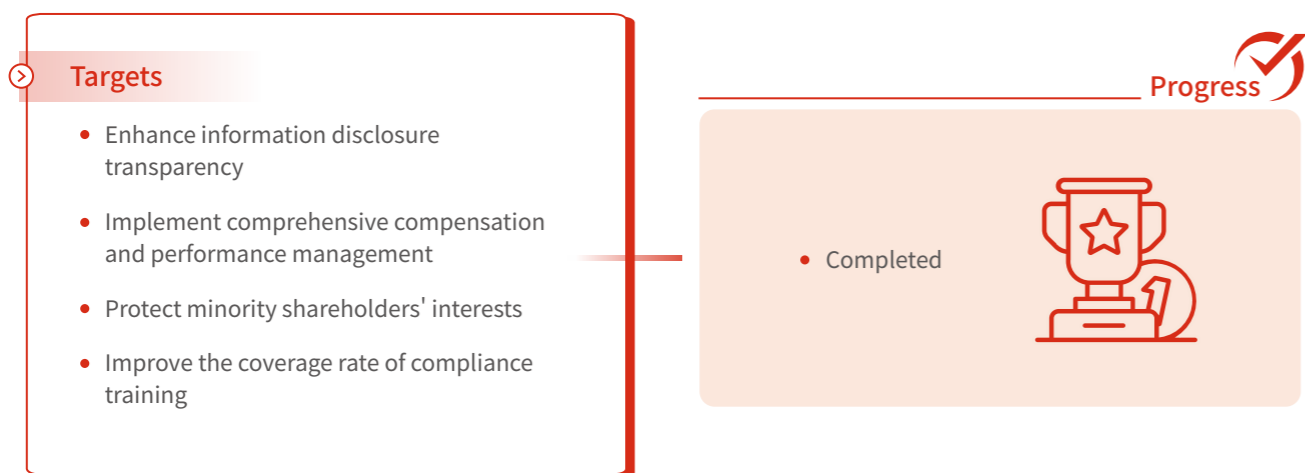 Targets
Enhance information disclosure
transparency
Implement comprehensive compensation
and performance management
Protect minority shareholders' interests
Improve the coverage rate of compliance
training
Progress
Completed
1